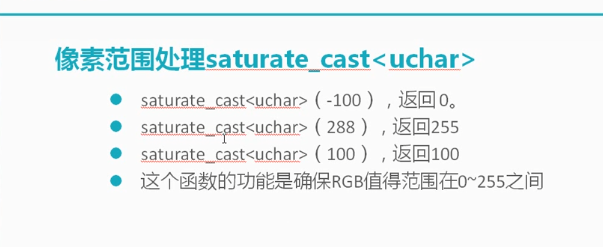 像素范围处理saturate_cast<uchar>
saturate_cast<uchar>（-100），返回 0。
saturate_cast<uchar>（288），返回255
saturate_cast<uchar>（100），返回100
这个函数的功能是确保RGB值得范围在0~255之间